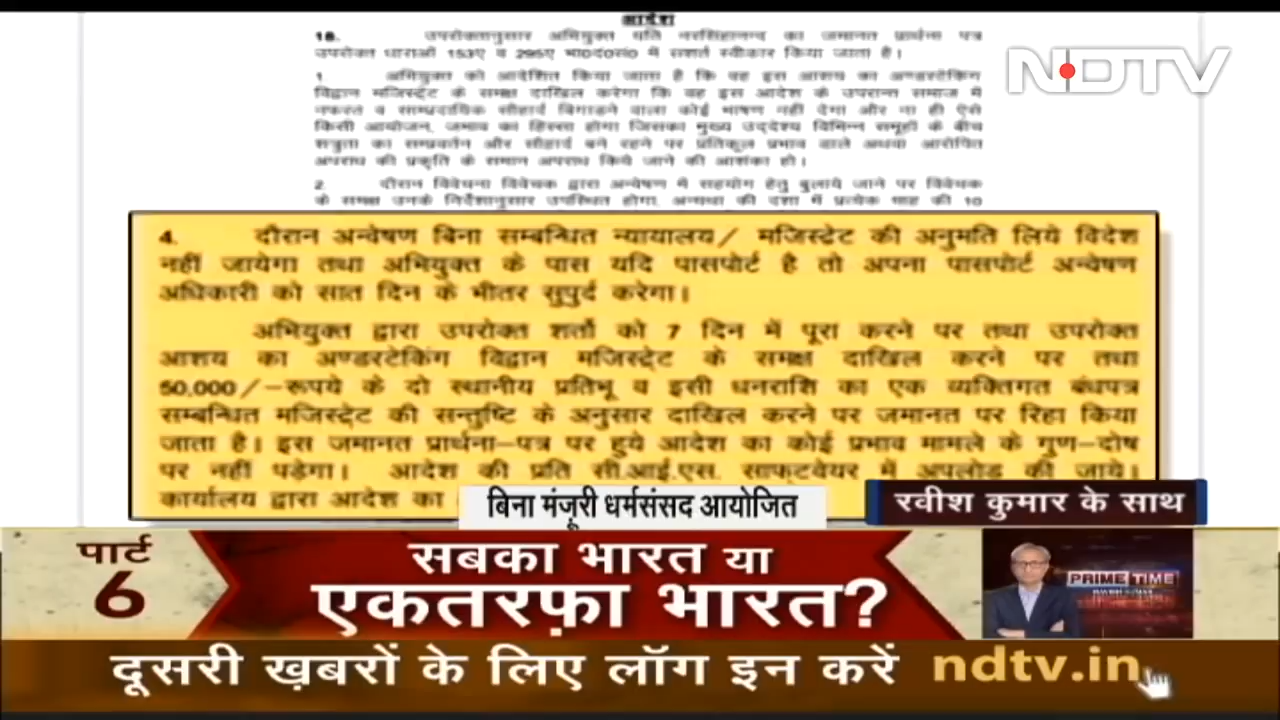 आदेश
NDTV
18. उपरोक्तानुसार अभियुक्त यति नरसिंहानन्द का जमानत प्रार्थना पत्र
उपरोक्त धाराओं 153ए व 295ए भा0द0सं0 में सशर्त स्वीकार किया जाता है।
1. अभियुक्त को आदेशित किया जाता है कि वह इस आशय का अण्डरटेकिंग
विद्वान मजिस्ट्रेट के समक्ष दाखिल करेगा कि वह इस आदेश के उपरान्त समाज में
नफरत व साम्प्रदायिक सौहार्द बिगाडने वाला कोई भाषण नहीं देगा और ना ही ऐसे
किसी आयोजन, जमाव का हिस्सा होगा जिसका मुख्य उद्देश्य विभिन्न समूहों के बीच
शत्रुता का सम्प्रवर्तन और सौहार्द बने रहने पर प्रतिकूल प्रभाव डाले अथवा आरोपित
अपराध की प्रकृति के समान अपराध किये जाने की आशंका हो।
2. दौरान विवेचना विवेचक द्वारा अन्वेषण में सहयोग हेतु बुलाये जाने पर विवेचक
के समक्ष उनके निर्देशानुसार उपस्थित होगा, अन्यथा की दशा में प्रत्येक माह की 10
4. दौरान अन्वेषण बिना सम्बन्धित न्यायालय/ मजिस्टेट की अनुमति लिये विदेश
नहीं जायेगा तथा अभियुक्त के पास यदि पासपोर्ट है तो अपना पासपोर्ट अन्वेषण
अधिकारी को सात दिन के भीतर सुपुर्द करेगा।
अभियुक्त द्वारा उपरोक्त शर्तो को 7 दिन में पूरा करने पर तथा उपरोक्त
आशय का अण्डरटेकिंग विद्वान मजिस्ट्रेट के समक्ष दाखिल करने पर तथा
50,000/-रूपये के दो स्थानीय प्रतिभू व इसी धनराशि का एक व्यक्तिगत बंधपत्र
सम्बन्धित मजिस्ट्रेट की सन्तुष्टि के अनुसार दाखिल करने पर जमानत पर रिहा किया
जाता है। इस जमानत प्रार्थना-पत्र पर हुये आदेश का कोई प्रभाव मामले के गुण-दोष
पर नहीं पडेगा। आदेश की प्रति सी.आई.एस. साफ्टवेयर में अपलोड की जाये।
कार्यालय द्वारा आदेश का
बिना मंज़ूरी धर्मसंसद आयोजित
रवीश कुमार के साथ
पार्ट
6
सबका भारत या
एकतरफ़ा भारत?
PRIME TIME
दूसरी ख़बरों के लिए लॉग इन करें ndtv.in